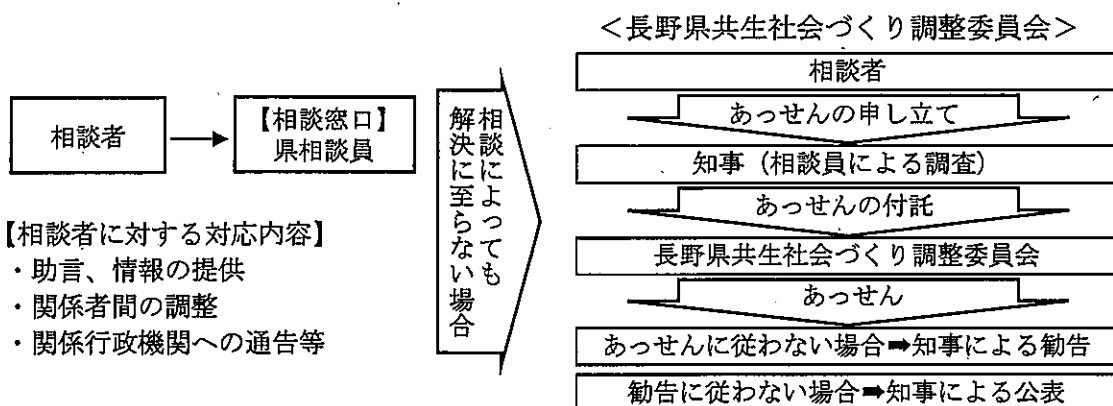 相談者
【相談窓口】
県相談員
【相談者に対する対応内容】
・助言、情報の提供
・関係者間の調整
・関係行政機関への通告等
相談によっても
解決に至らない場合
＜長野県共生社会づくり調整委員会＞
相談者
あっせんの申し立て
知事（相談員による調査）
あっせんの付託
長野県共生社会づくり調整委員会
あっせん
あっせんに従わない場合➡知事による勧告
勧告に従わない場合➡知事による公表